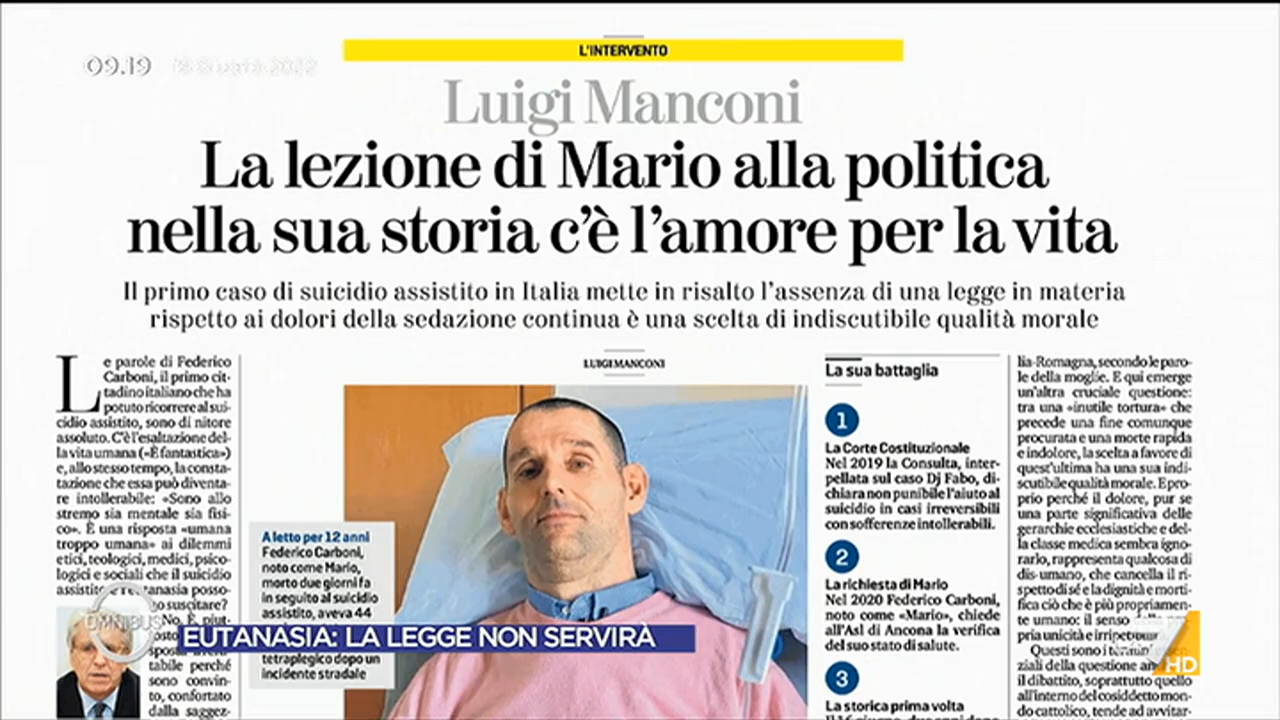 09.19
L'INTERVENTO
Luigi Manconi
La lezione di Mario alla politica
nella sua storia c'è l'amore per la vita
Il primo caso di suicidio assistito in Italia mette in risalto l'assenza di una legge in materia
rispetto ai dolori della sedazione continua è una scelta di indiscutibile qualità morale
LUIGI MANCONI
Le parole di Federico
Carboni, il primo cit-
tadino italiano che ha
potuto ricorrere al sui-
cidio assistito, sono di nitore
assoluto. C'è l'esaltazione del-
la vita umana («È fantastica»)
e, allo stesso tempo, la consta-
tazione che essa può diventa-
re intollerabile: «Sono allo
stremo sia mentale sia fisi-
co». È una risposta «umana
troppo umana» ai dilemmi
etici, teologici, medici, psico-
logici e sociali che il suicidio
assistito e l'eutanasia posso-
no suscitare?
No. È, piut-
tabile perché
sono convin-
to, confortato
dalla saggez-
A letto per 12 anni
Federico Carboni,
noto come Mario,
morto due giorni fa
in seguito al suicidio
assistito, aveva 44
tetraplegico dopo un
incidente stradale
La sua battaglia
1
La Corte Costituzionale
Nel 2019 la Consulta, inter-
pellata sul caso Dj Fabo, di-
chiara non punibile l'aiuto al
suicidio in casi irreversibili
con sofferenze intollerabili.
2
La richiesta di Mario
Nel 2020 Federico Carboni,
noto come «Mario», chiede
all'Asl di Ancona la verifica
del suo stato di salute.
3
La storica prima volta
lia-Romagna, secondo le paro-
le della moglie. E qui emerge
un'altra cruciale questione:
tra una «inutile tortura» che
precede una fine comunque
procurata e una morte rapida
e indolore, la scelta a favore di
quest'ultima ha una sua indi-
scutibile qualità morale. E pro-
prio perché il dolore, pur se
una parte significativa delle
gerarchie ecclesiastiche e del-
la classe medica sembra igno-
rarlo, rappresenta qualcosa di
dis-umano, che cancella il ri-
spetto di sé e la dignità e morti-
fica ciò che è più propriamen-
te umano: il senso della pro-
pria unicità e irripetibilità.
Questi sono i termini essen-
ziali della questione
il dibattito, soprattutto quello
all'interno del cosiddetto mon-
do cattolico, tende ad avvitar-
OMNIBUS
EUTANASIA: LA LEGGE NON SERVIRÀ
HD